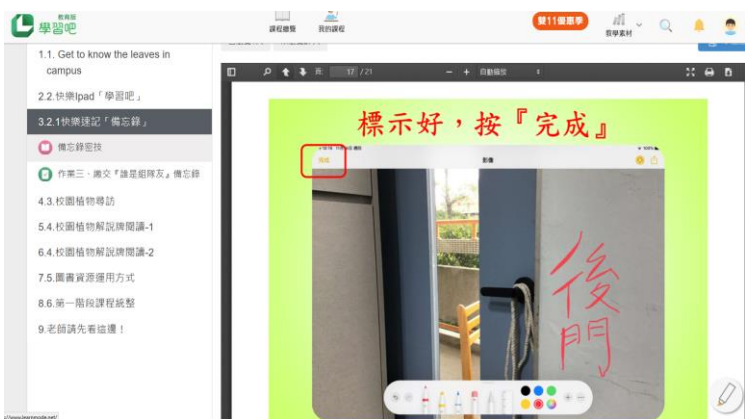 教育版
學習吧
課程總覽
我的課程
雙11優惠季
教學素材
1.1. Get to know the leaves in
campus
2.2.快樂Ipad「學習吧」
3.2.1快樂速記「備忘錄」
備忘錄密技
作業三、繳交『誰是組隊友』備忘錄
4.3.校園植物尋訪
5.4.校園植物解說牌閱讀-1
6.4.校園植物解說牌閱讀-2
7.5.圖書資源運用方式
8.6.第一階段課程統整
9.老師請先看這邊！
頁: 17 / 21
自動縮放
標示好，按『完成』
完成
影像
後門